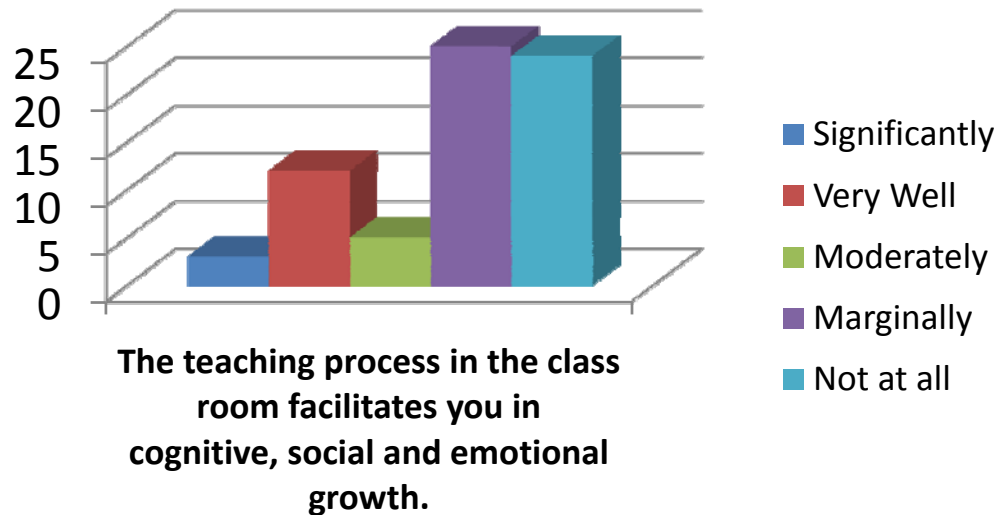 25
20
15
10
5
0
Significantly
Very Well
Moderately
Marginally
Not at all
The teaching process in the class
room facilitates you in
cognitive, social and emotional
growth.